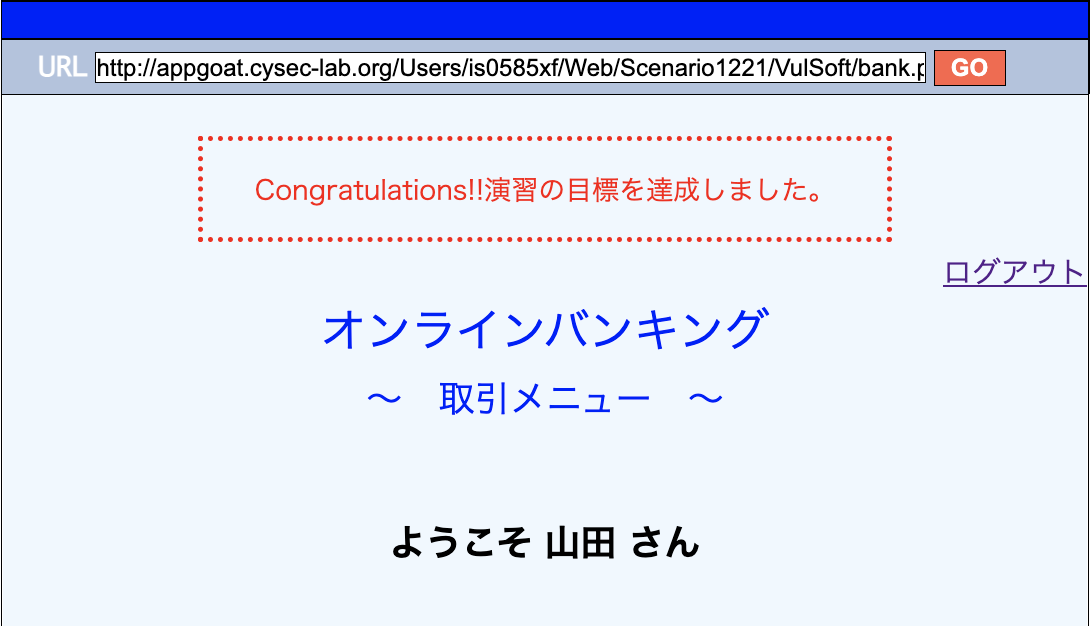 URL http://appgoat.cysec-lab.org/Users/is0585xf/Web/Scenario1221/VulSoft/bank.p GO
Congratulations!!演習の目標を達成しました。
ログアウト
オンラインバンキング
～　取引メニュー　～
ようこそ 山田 さん